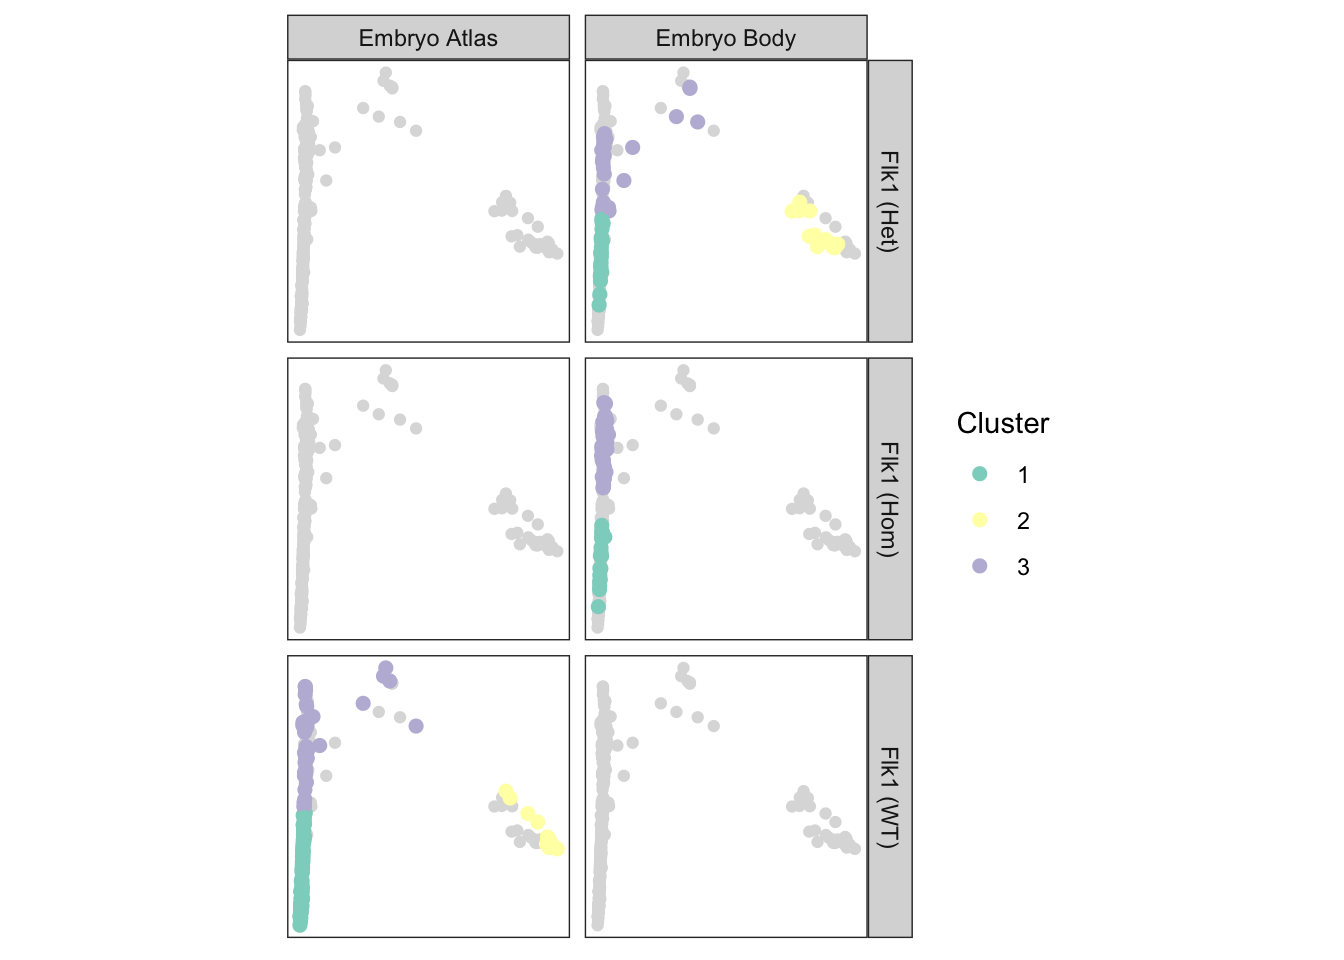 Embryo Atlas
Embryo Body
Flk1 (Het)
Flk1 (Hom)
Flk1 (WT)
Cluster
1
2
3